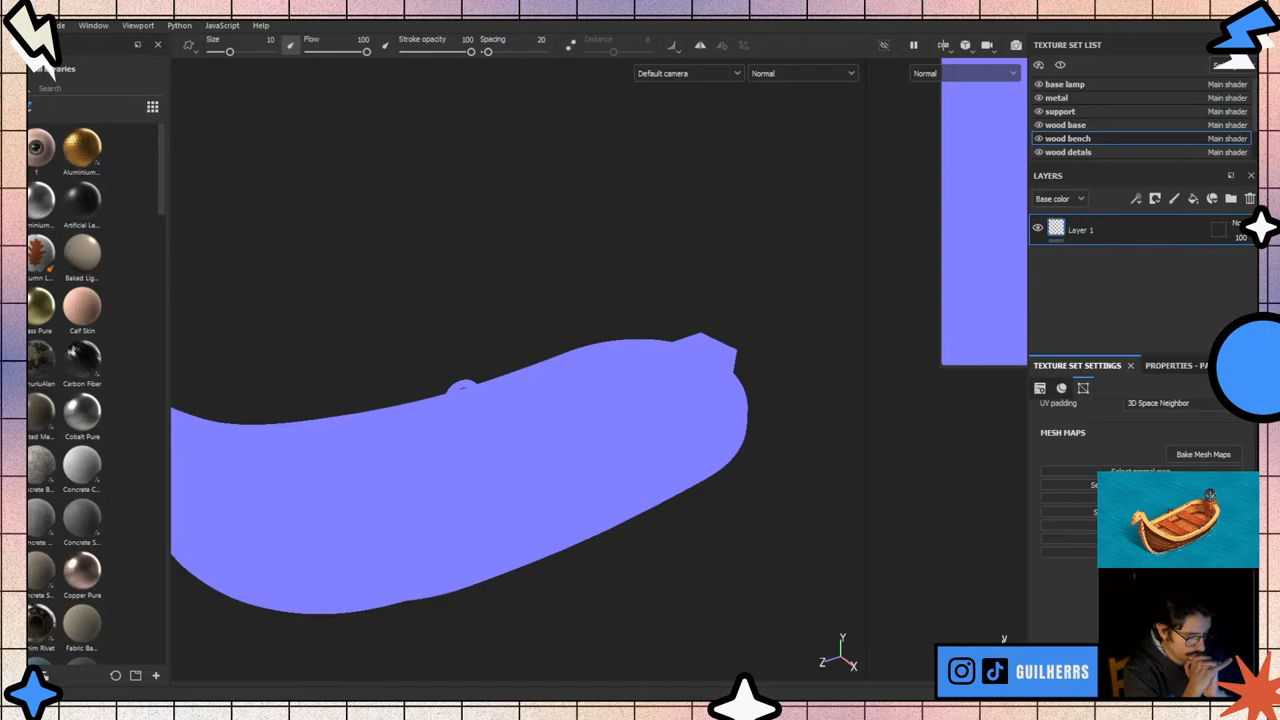 Window Viewport Python JavaScript Help
Size 10 Flow 100 Stroke opacity 100 Spacing 20 Distance 8
Search
Default camera Normal Normal
1 Aluminium...
Artificial Le...
Baked Lig...
Calf Skin
Carbon Fiber
Cobalt Pure
Concrete B... Concrete C...
Concrete S...
Copper Pure
Fabric Ba...
Y
Z X
y
TEXTURE SET LIST
base lamp Main shader
metal Main shader
support Main shader
wood base Main shader
wood bench Main shader
wood detals Main shader
LAYERS
Base color
Layer 1
100
TEXTURE SET SETTINGS PROPERTIES - PA
UV padding 3D Space Neighbor
MESH MAPS
Bake Mesh Maps
GUILHERRS